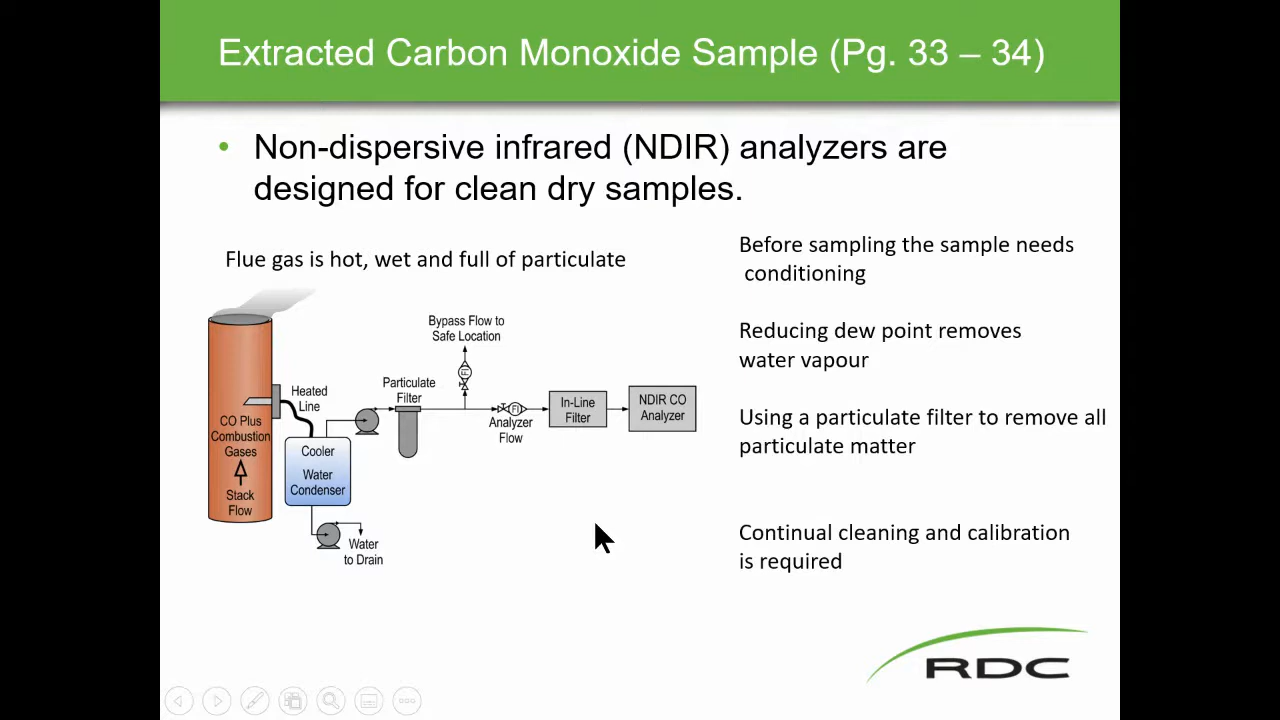 Extracted Carbon Monoxide Sample (Pg. 33 – 34)
• Non-dispersive infrared (NDIR) analyzers are
designed for clean dry samples.
Flue gas is hot, wet and full of particulate
Before sampling the sample needs
conditioning
Reducing dew point removes
water vapour
Using a particulate filter to remove all
particulate matter
Continual cleaning and calibration
is required
Bypass Flow to
Safe Location
FI
Particulate
Filter
Heated
Line
CO Plus
Combustion
Gases
Stack
Flow
Cooler
Water
Condenser
Water
to Drain
FI
Analyzer
Flow
In-Line
Filter
NDIR CO
Analyzer
RDC